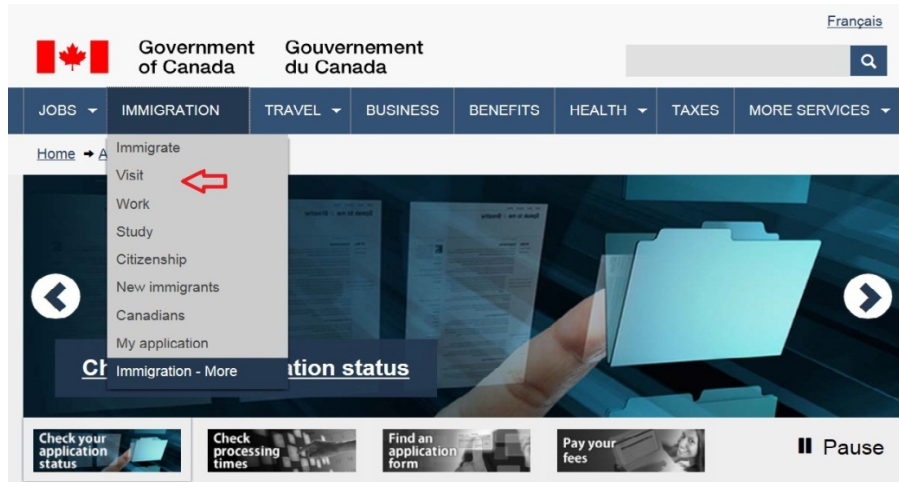 Français
Government of Canada
Gouvernement du Canada
JOBS IMMIGRATION TRAVEL BUSINESS BENEFITS HEALTH TAXES MORE SERVICES
Home A
Immigrate
Visit
Work
Study
Citizenship
New immigrants
Canadians
My application
Immigration - More
Ch
ation status
Check your
application
status
Check
processing
times
Find an
application
form
Pay your
fees
Pause